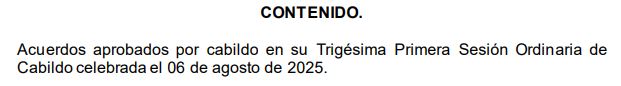 CONTENIDO.
Acuerdos aprobados por cabildo en su Trigésima Primera Sesión Ordinaria de
Cabildo celebrada el 06 de agosto de 2025.